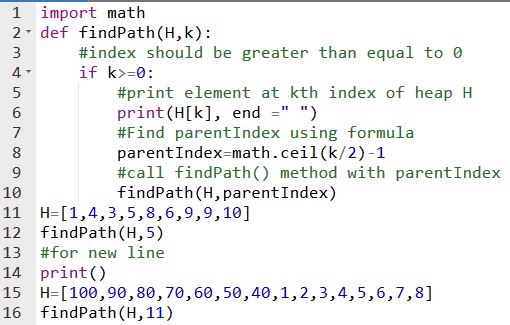 1 import math
2 def findPath(H,k):
3     #index should be greater than equal to 0
4     if k>=0:
5         #print element at kth index of heap H
6         print(H[k], end =" ")
7         #Find parentIndex using formula
8         parentIndex=math.ceil(k/2)-1
9         #call findPath() method with parentIndex
10         findPath(H,parentIndex)
11 H=[1,4,3,5,8,6,9,9,10]
12 findPath(H,5)
13 #for new line
14 print()
15 H=[100,90,80,70,60,50,40,1,2,3,4,5,6,7,8]
16 findPath(H,11)